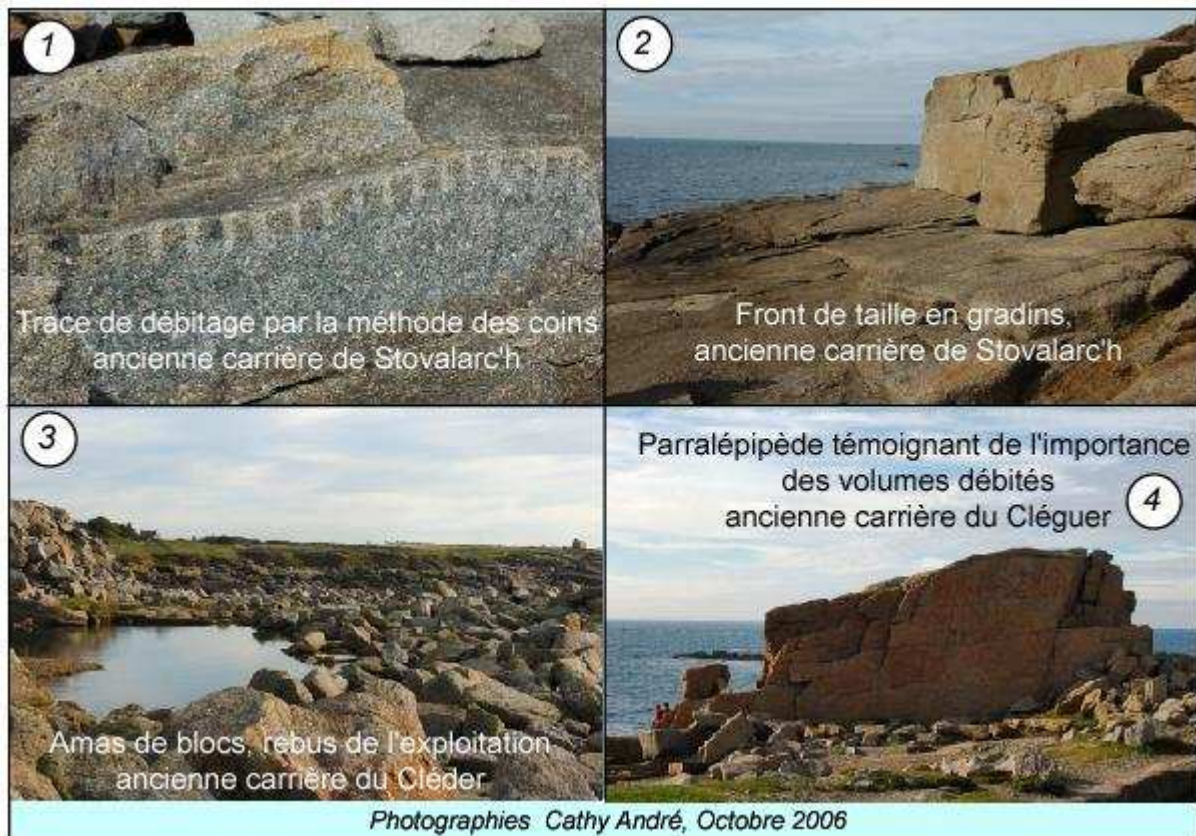 1
Trace de débitage par la méthode des coins
ancienne carrière de Stovalarc'h
2
Front de taille en gradins,
ancienne carrière de Stovalarc'h
3
Amas de blocs, rebus de l'exploitation
ancienne carrière du Cléder
Parralépipède témoignant de l'importance
des volumes débités
ancienne carrière du Cléguer
4
Photographies Cathy André, Octobre 2006